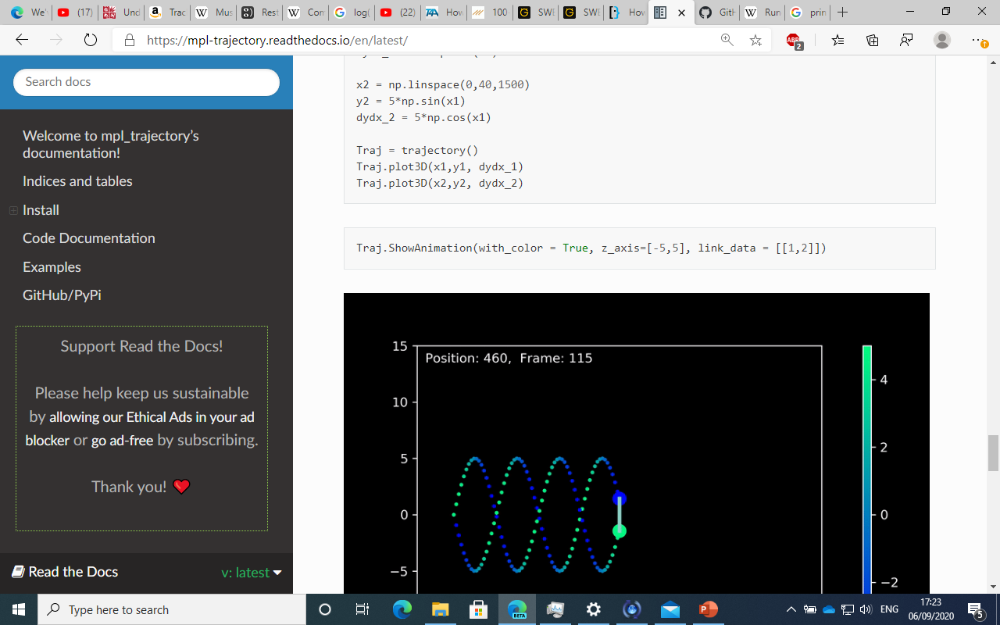 We'
(17)
Und
Trac
Mus
Rest
Con
log(
(22)
How
100
SWE
SWE
How
GitH
Run
prin
https://mpl-trajectory.readthedocs.io/en/latest/
ABP
2
Search docs
Welcome to mpl_trajectory's
documentation!
Indices and tables
Install
Code Documentation
Examples
GitHub/PyPi
Support Read the Docs!
Please help keep us sustainable
by allowing our Ethical Ads in your ad
blocker or go ad-free by subscribing.
Thank you!
Read the Docs
v: latest
x2 = np.linspace(0,40,1500)
y2 = 5*np.sin(x1)
dydx_2 = 5*np.cos(x1)
Traj = trajectory()
Traj.plot3D(x1,y1, dydx_1)
Traj.plot3D(x2,y2, dydx_2)
Traj.ShowAnimation(with_color = True, z_axis=[-5,5], link_data = [[1,2]])
Position: 460,  Frame: 115
15
10
5
0
−5
4
2
0
−2
Type here to search
BETA
ENG
17:23
06/09/2020
5